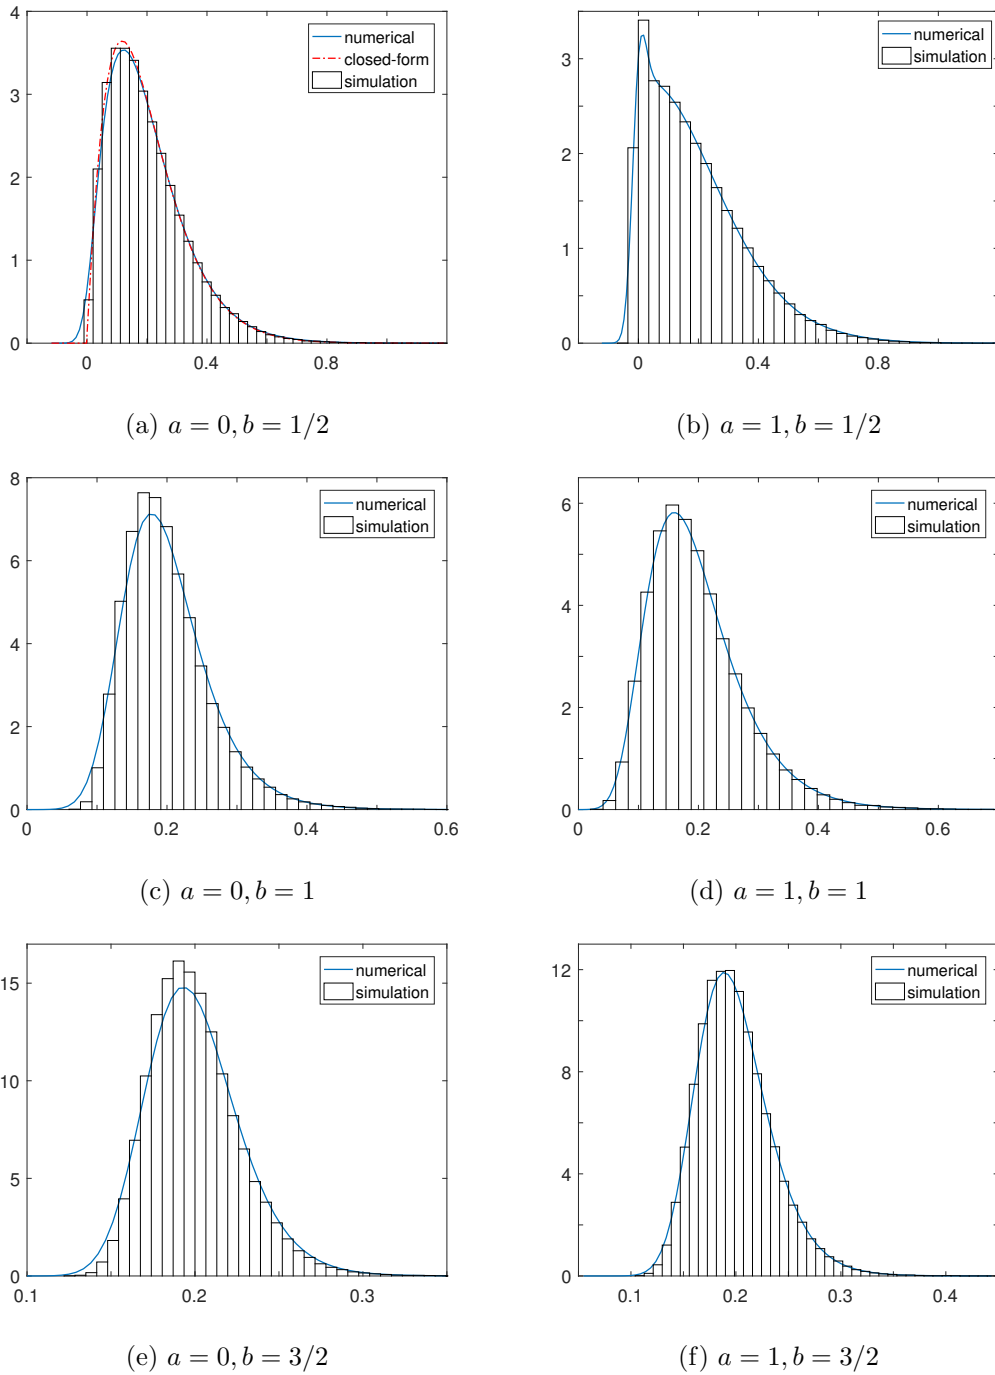 4
3
2
1
0
0
0.4
0.8
numerical
closed-form
simulation
(a) a = 0, b = 1/2
3
2
1
0
0
0.4
0.8
numerical
simulation
(b) a = 1, b = 1/2
8
6
4
2
0
0
0.2
0.4
0.6
numerical
simulation
(c) a = 0, b = 1
6
4
2
0
0
0.2
0.4
0.6
numerical
simulation
(d) a = 1, b = 1
15
10
5
0
0.1
0.2
0.3
numerical
simulation
(e) a = 0, b = 3/2
12
8
4
0
0.1
0.2
0.3
0.4
numerical
simulation
(f) a = 1, b = 3/2